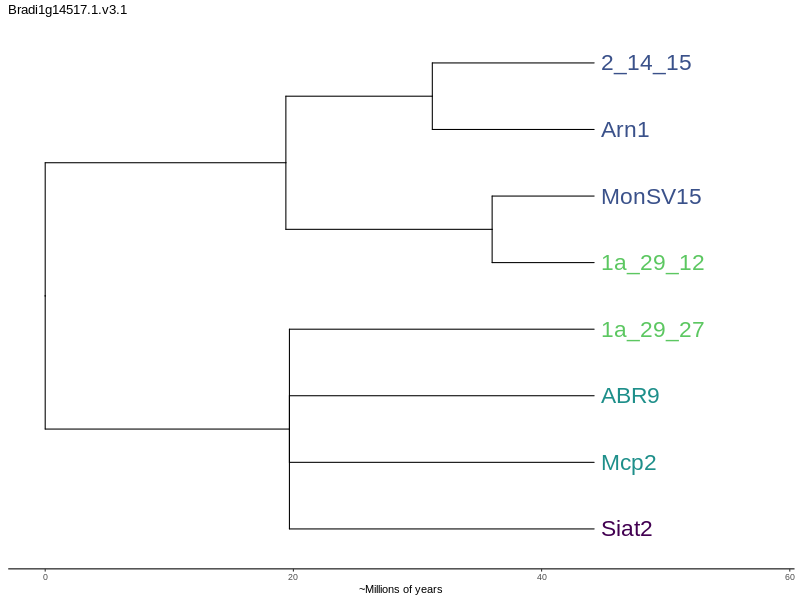 Bradi1g14517.1.v3.1
2_14_15
Arn1
MonSV15
1a_29_12
1a_29_27
ABR9
Mcp2
Siat2
0 20 40 60
~Millions of years